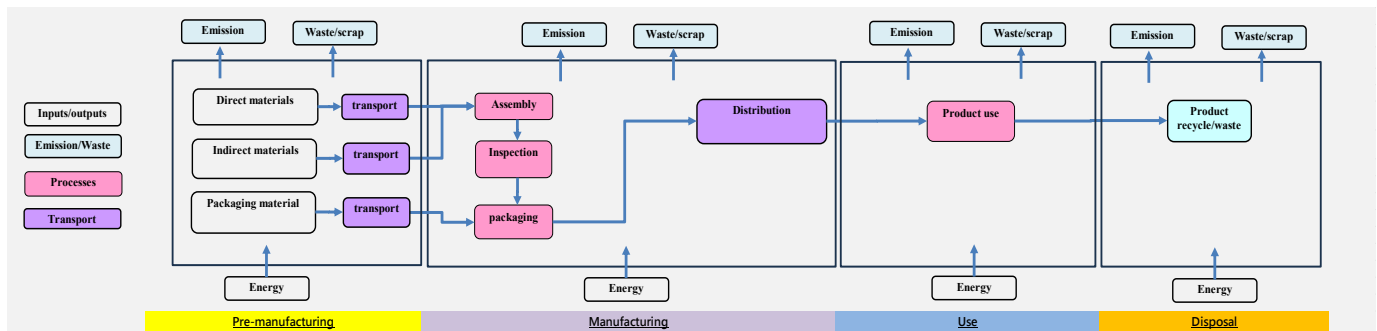 Emission
Waste/scrap
Emission
Waste/scrap
Emission
Waste/scrap
Emission
Waste/scrap
Inputs/outputs
Emission/Waste
Processes
Transport
Direct materials
transport
Indirect materials
transport
Packaging material
transport
Assembly
Inspection
packaging
Distribution
Product use
Product
recycle/waste
Energy
Energy
Energy
Energy
Pre-manufacturing
Manufacturing
Use
Disposal